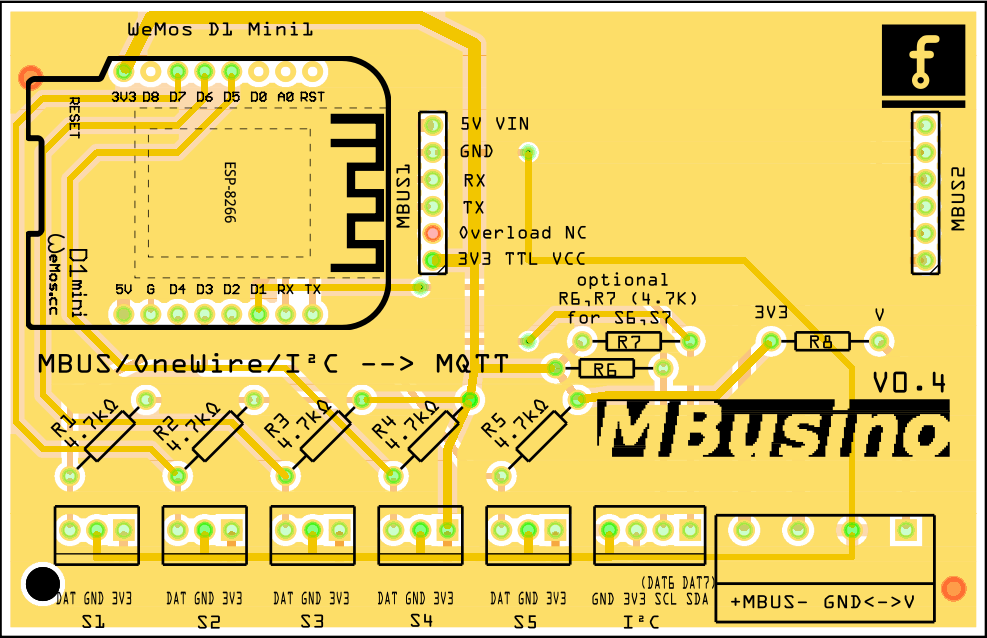 WeMos D1 Mini1
f
3V3 D8 D7 D6 D5 D0 A0 RST
RESET
ESP-8266
5V VIN
GND
RX
TX
Overload NC
3V3 TTL VCC
MBUS1
MBUS2
D1mini
WeMos.cc
5V G D4 D3 D2 D1 RX TX
optional
R6,R7 (4.7K)
for S6,S7
3V3
V
R7
R8
R6
MBUS/OneWire/I²C --> MQTT
V0.4
R1
4.7kΩ
R2
4.7kΩ
R3
4.7kΩ
R4
4.7kΩ
R5
4.7kΩ
MBusino
(DAT6 DAT7)
DAT GND 3V3
DAT GND 3V3
DAT GND 3V3
DAT GND 3V3
DAT GND 3V3
GND 3V3 SCL SDA
+MBUS- GND<->V
S1
S2
S3
S4
S5
I²C